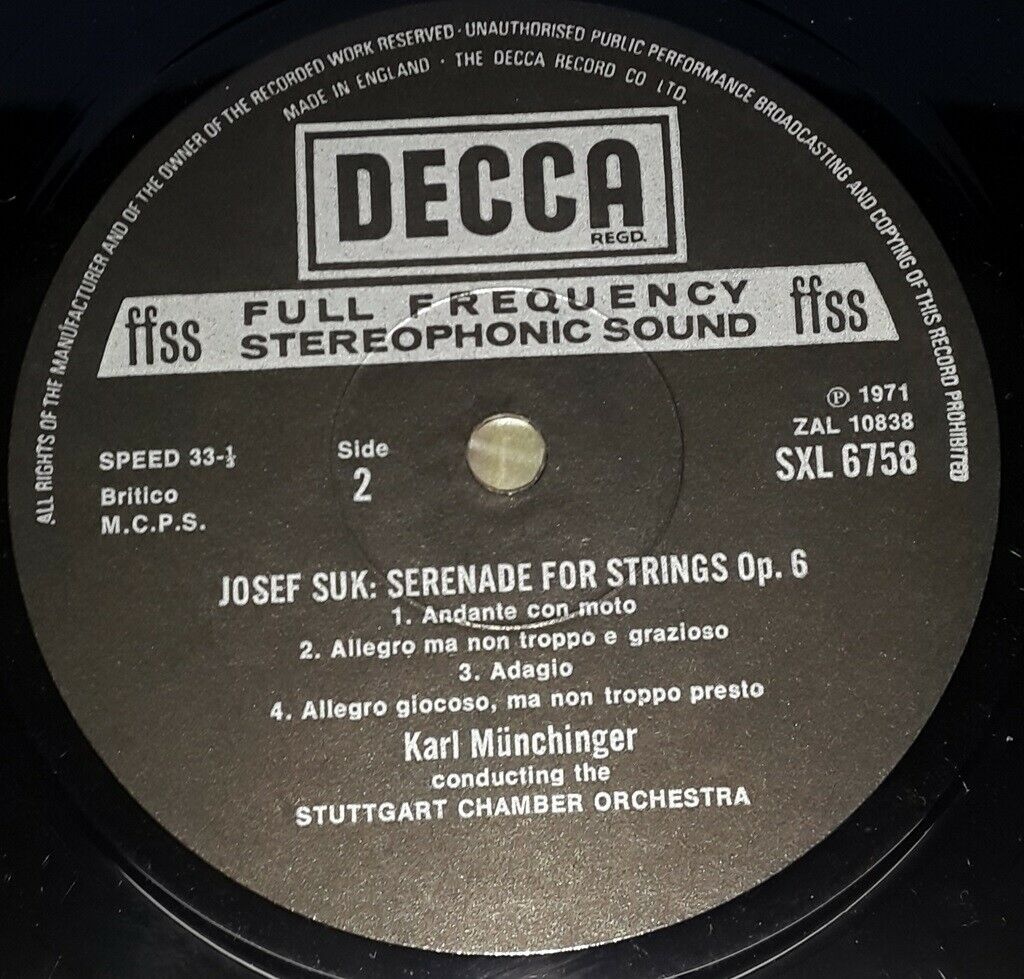 ALL RIGHTS OF THE MANUFACTURER AND OF THE OWNER OF THE RECORDED WORK RESERVED · UNAUTHORISED PUBLIC PERFORMANCE BROADCASTING AND COPYING OF THIS RECORD PROHIBITED
MADE IN ENGLAND · THE DECCA RECORD CO LTD.
DECCA
REGD.
ffss FULL FREQUENCY ffss
STEREOPHONIC SOUND
℗ 1971
ZAL 10838
SXL 6758
SPEED 33-⅓
Britico
M.C.P.S.
Side
2
JOSEF SUK: SERENADE FOR STRINGS Op. 6
1. Andante con moto
2. Allegro ma non troppo e grazioso
3. Adagio
4. Allegro giocoso, ma non troppo presto
Karl Münchinger
conducting the
STUTTGART CHAMBER ORCHESTRA